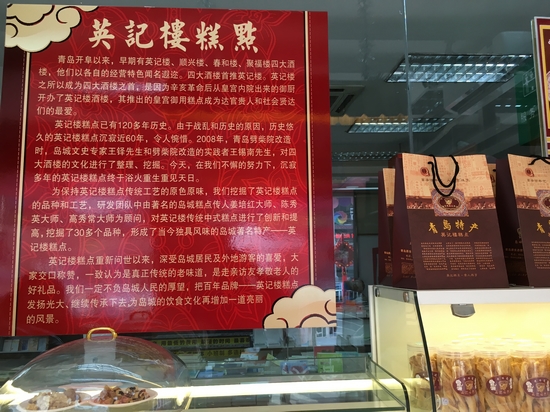 英記樓糕點
青岛开阜以来，早期有英记楼、顺兴楼、春和楼、聚福楼四大酒
楼，他们以各自的经营特色闻名遐迩。四大酒楼首推英记楼。英记楼
之所以成为四大酒楼之首，是因为辛亥革命后从皇宫内院出来的御厨
开办了英记楼酒楼，其推出的皇宫御用糕点成为达官贵人和社会贤达
们的最爱。
英记楼糕点已有120多年历史。由于战乱和历史的原因，历史悠
久的英记楼糕点沉寂近60年，令人惋惜。2008年，青岛劈柴院改造
时，岛城文史专家王铎先生和劈柴院改造的实践者王锡南先生，对四
大酒楼的文化进行了整理、挖掘。今天，在我们不懈的努力下，沉寂
多年的英记楼糕点终于浴火重生重见天日。
为保持英记楼糕点传统工艺的原色原味，我们挖掘了英记楼糕点
的品种和工艺，研发团队中由著名的岛城糕点传人姜培红大师、陈秀
英大师、高秀常大师为顾问，对英记楼传统中式糕点进行了创新和提
高，挖掘了30多个品种，形成了当今独具风味的岛城著名特产——英
记楼糕点。
英记楼糕点重新问世以来，深受岛城居民及外地游客的喜爱，大
家交口称赞，一致认为是真正传统的老味道，是走亲访友孝敬老人的
好礼品。我们一定不负岛城人民的厚望，把百年品牌——英记楼糕点
发扬光大、继续传承下去，为岛城的饮食文化再增加一道亮丽
的风景。
青岛特产
英记楼糕点